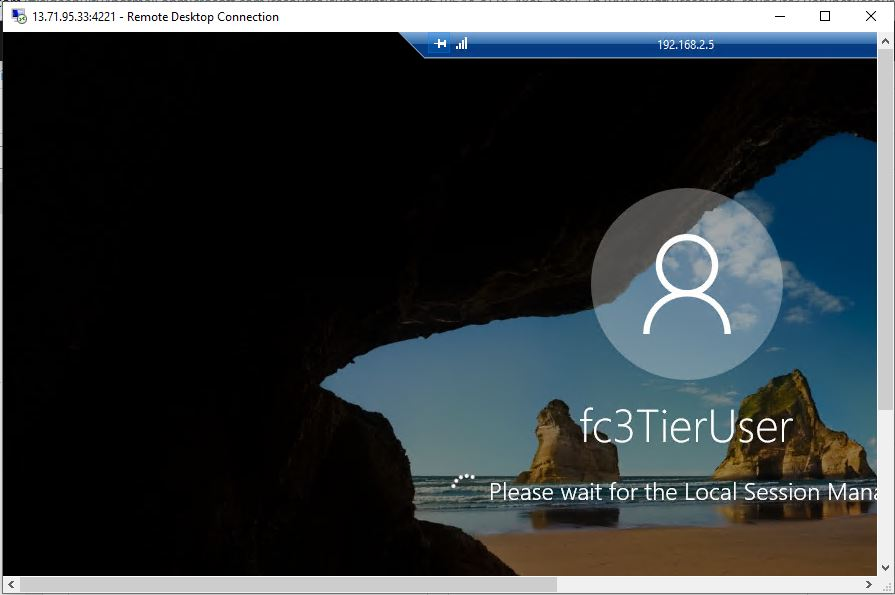 13.71.95.33:4221 - Remote Desktop Connection
192.168.2.5
fc3TierUser
Please wait for the Local Session Mana